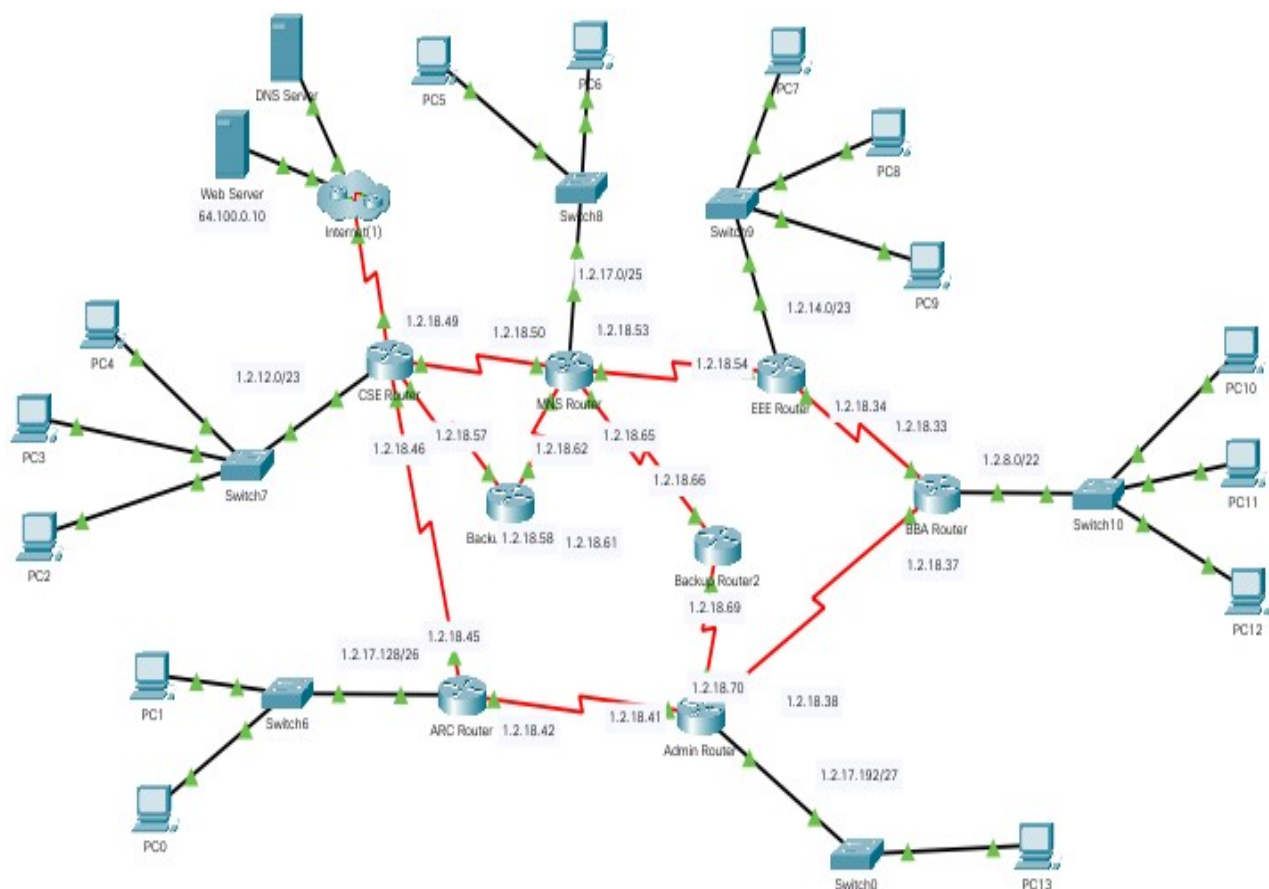 DNS Server
Web Server
64.100.0.10
Internet(1)
PC5
PC6
Switch8
1.2.17.0/25
PC7
PC8
Switch9
PC9
1.2.14.0/23
PC4
PC3
PC2
Switch7
1.2.12.0/23
1.2.18.49
CSE Router
1.2.18.50
1.2.18.53
MNS Router
1.2.18.54
EEE Router
1.2.18.34
1.2.18.33
1.2.18.57
1.2.18.46
1.2.18.62
1.2.18.65
1.2.18.66
Backu
1.2.18.58
1.2.18.61
Backup Router2
1.2.18.69
BBA Router
1.2.18.37
1.2.8.0/22
Switch10
PC10
PC11
PC12
1.2.18.45
1.2.17.128/26
PC1
Switch6
PC0
ARC Router
1.2.18.42
1.2.18.41
1.2.18.70
1.2.18.38
Admin Router
1.2.17.192/27
Switch0
PC13